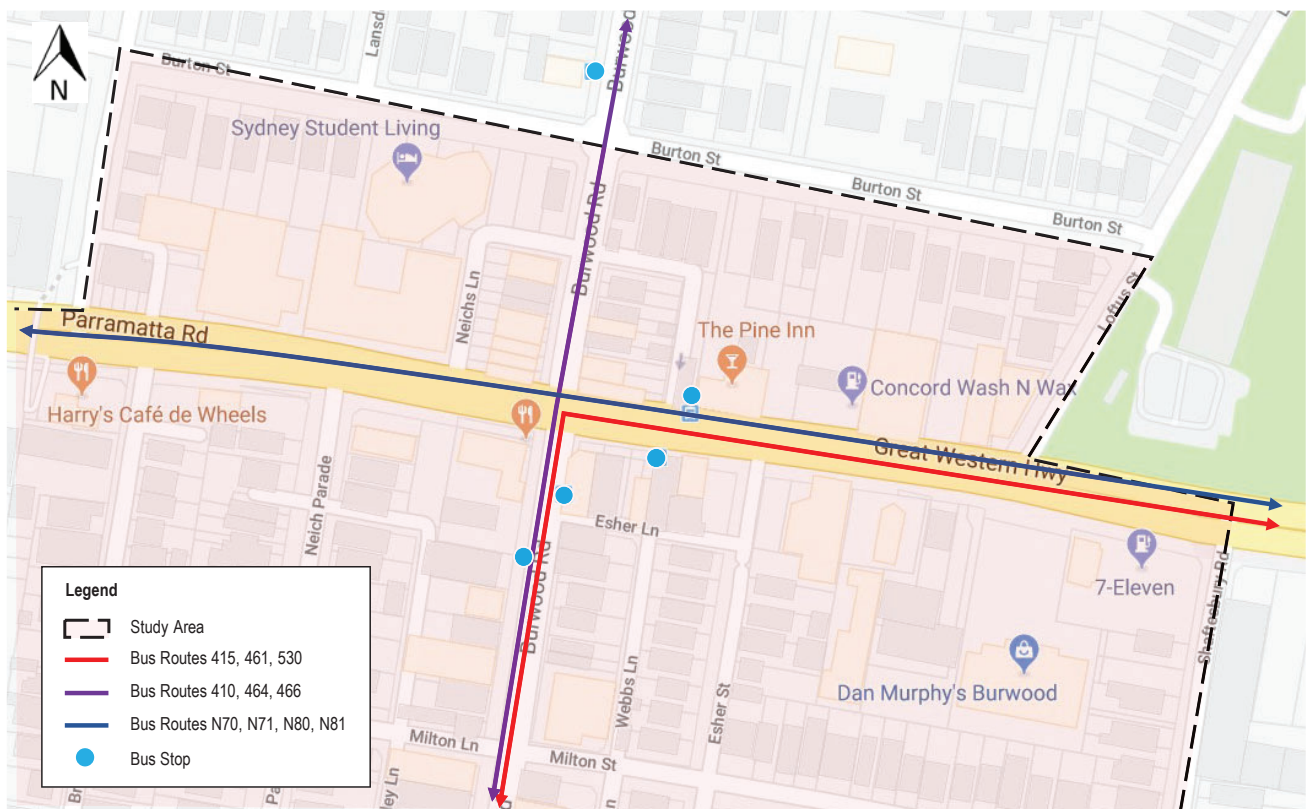 Burwood
Lansd
N
Burton St
Sydney Student Living
Burton St
Burton St
Burton St
Burwood Rd
Neichs Ln
Loftus St
Parramatta Rd
The Pine Inn
Concord Wash N Wax
Harry's Café de Wheels
Great Western Hwy
Neich Parade
Esher Ln
Burwood Rd
7-Eleven
Shaftesbury Rd
Webbs Ln
Esher St
Dan Murphy's Burwood
Milton Ln
Milton St
Legend
Study Area
Bus Routes 415, 461, 530
Bus Routes 410, 464, 466
Bus Routes N70, N71, N80, N81
Bus Stop
Br
Pa
ley Ln